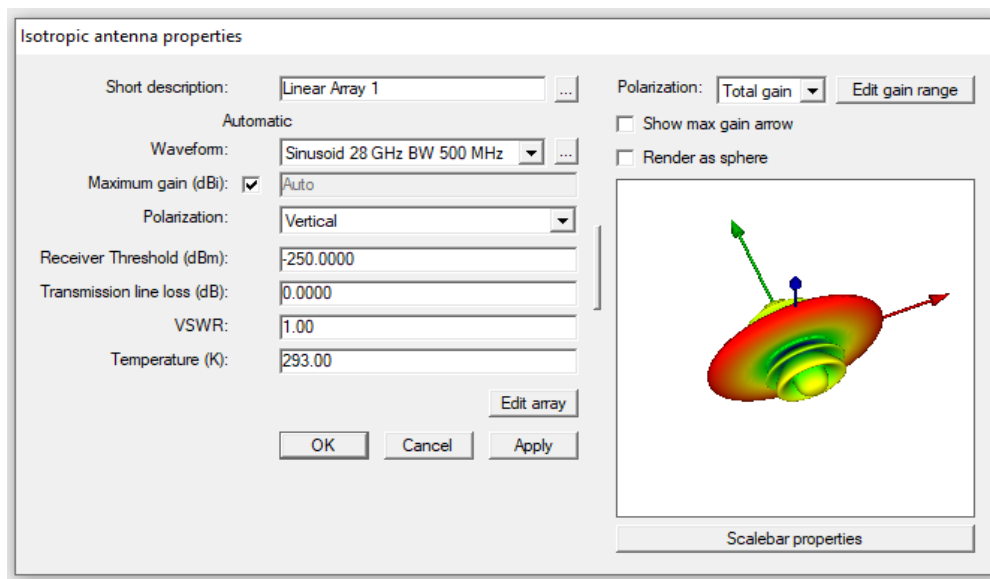 Isotropic antenna properties
Short description: Linear Array 1 ...
Automatic
Waveform: Sinusoid 28 GHz BW 500 MHz ...
Maximum gain (dBi): Auto
Polarization: Vertical
Receiver Threshold (dBm): -250.0000
Transmission line loss (dB): 0.0000
VSWR: 1.00
Temperature (K): 293.00
Edit array
OK Cancel Apply
Polarization: Total gain Edit gain range
Show max gain arrow
Render as sphere
Scalebar properties